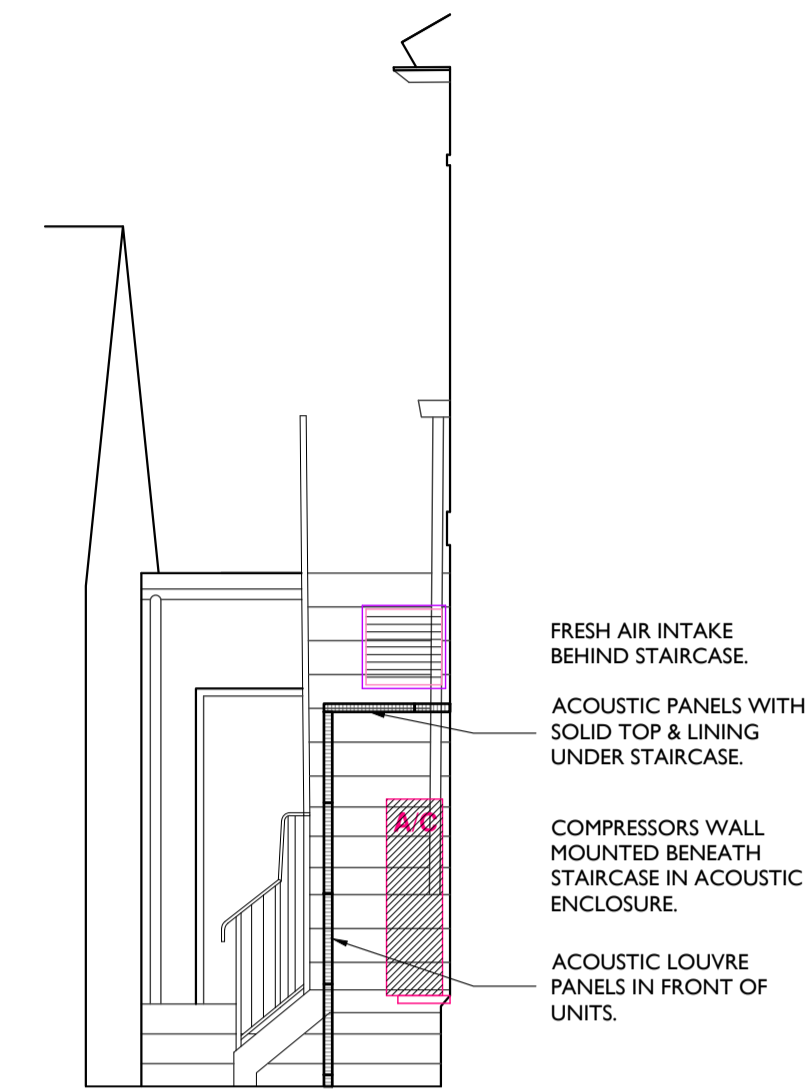 FRESH AIR INTAKE
BEHIND STAIRCASE.
ACOUSTIC PANELS WITH
SOLID TOP & LINING
UNDER STAIRCASE.
A/C
COMPRESSORS WALL
MOUNTED BENEATH
STAIRCASE IN ACOUSTIC
ENCLOSURE.
ACOUSTIC LOUVRE
PANELS IN FRONT OF
UNITS.